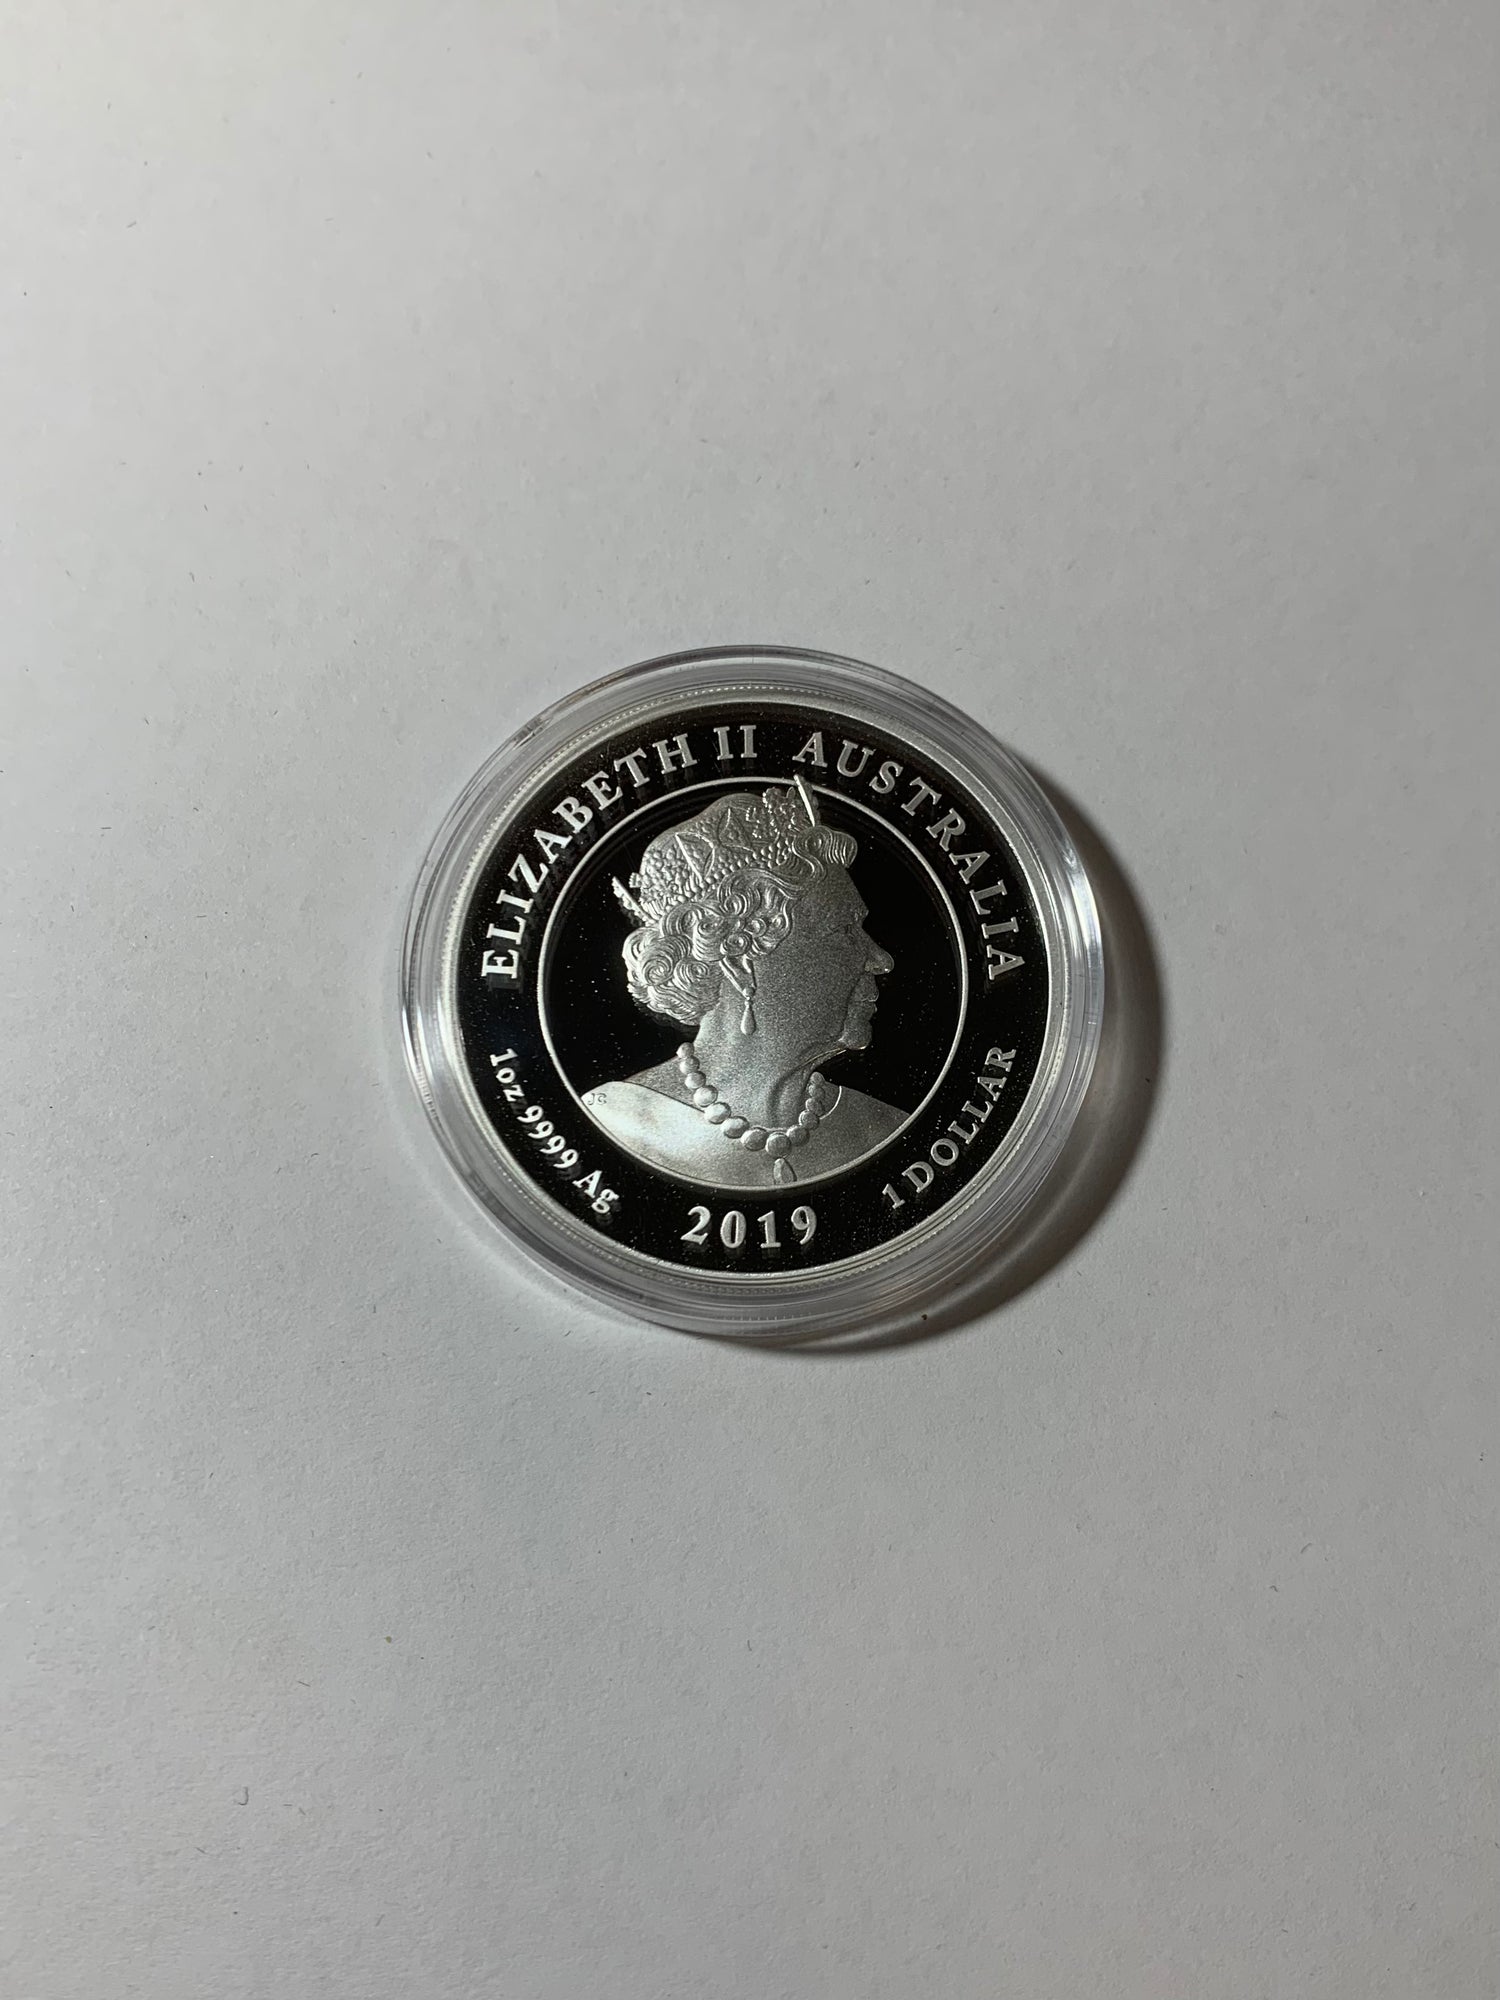 ELIZABETH II AUSTRALIA
1oz 9999 Ag
2019
1 DOLLAR
JC